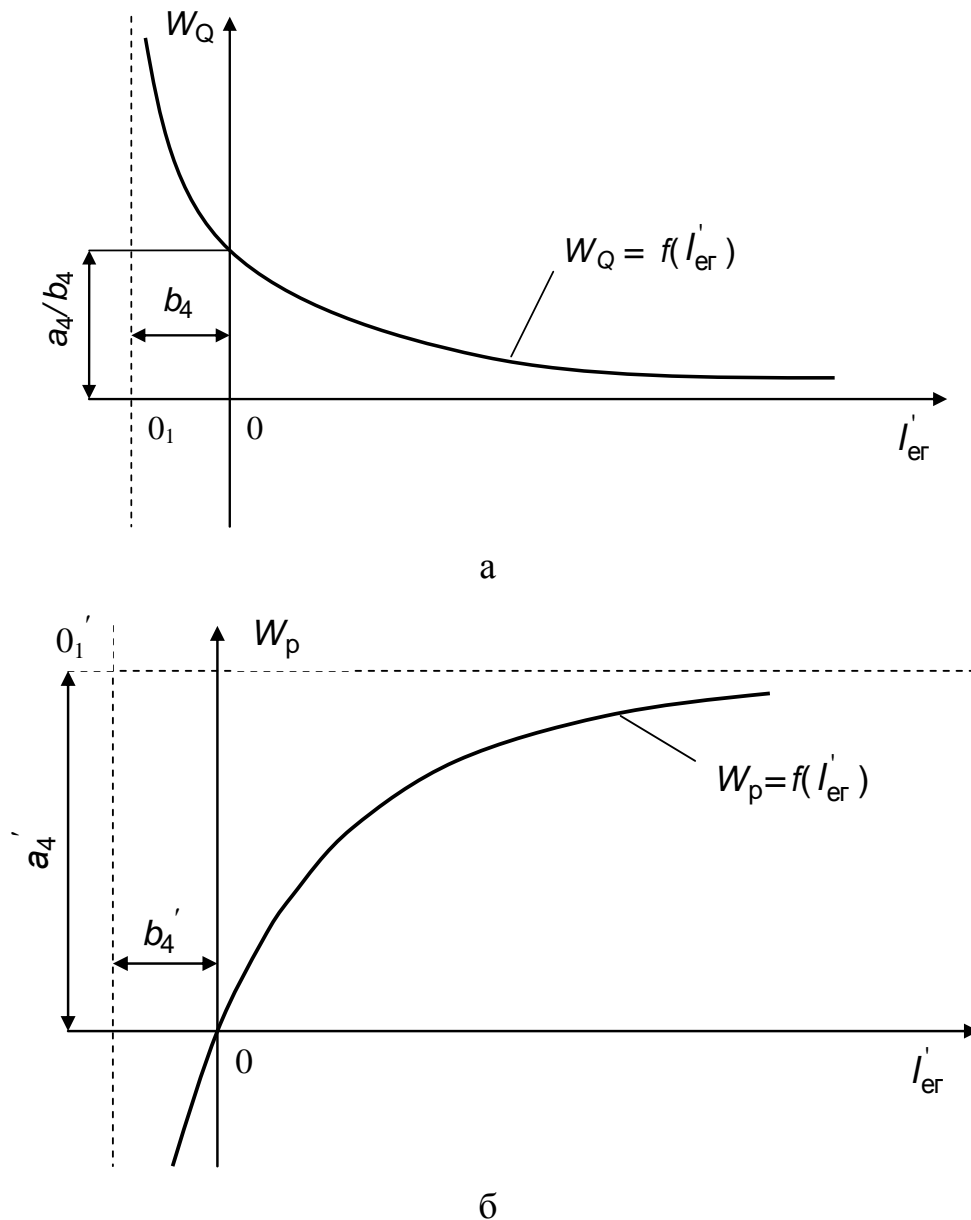 W_Q
W_Q = f(l'_ег)
a_4/b_4
b_4
0_1
0
l'_ег
а
0_1'
W_р
W_р=f(l'_ег)
a_4'
b_4'
0
l'_ег
б